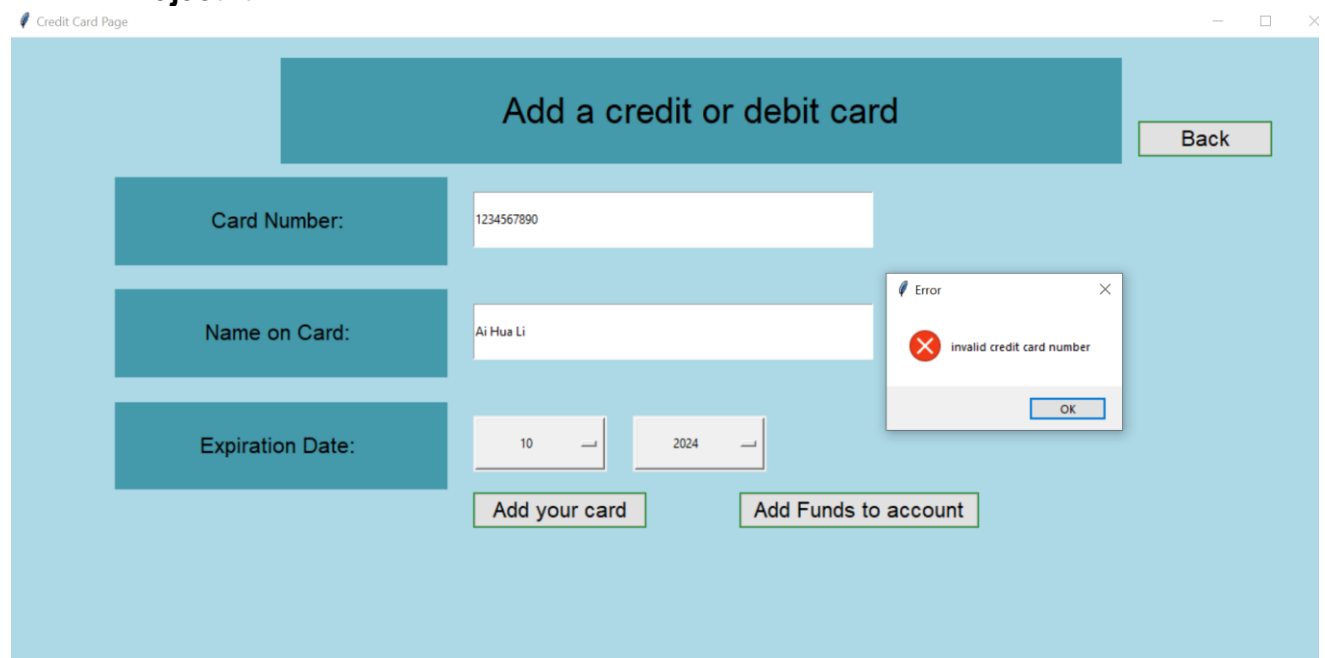 Credit Card Page
Add a credit or debit card
Back
Card Number:
1234567890
Error
invalid credit card number
OK
Name on Card:
Ai Hua Li
Expiration Date:
10
2024
Add your card
Add Funds to account